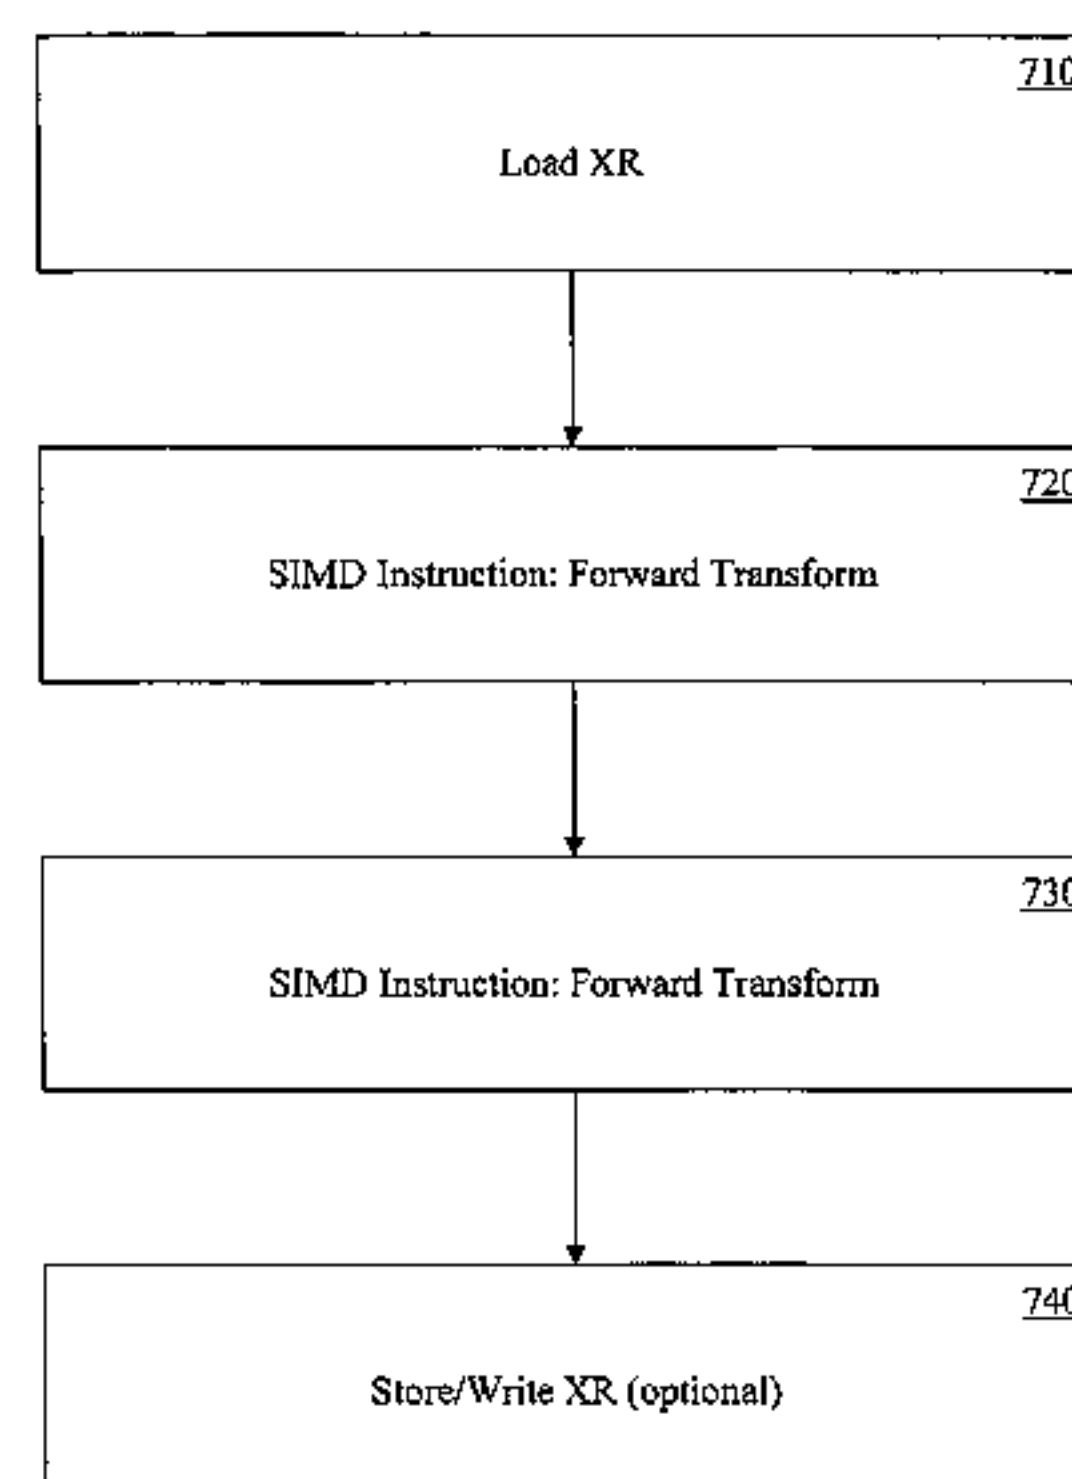 710
Load XR
720
SIMD Instruction: Forward Transform
730
SIMD Instruction: Forward Transform
740
Store/Write XR (optional)